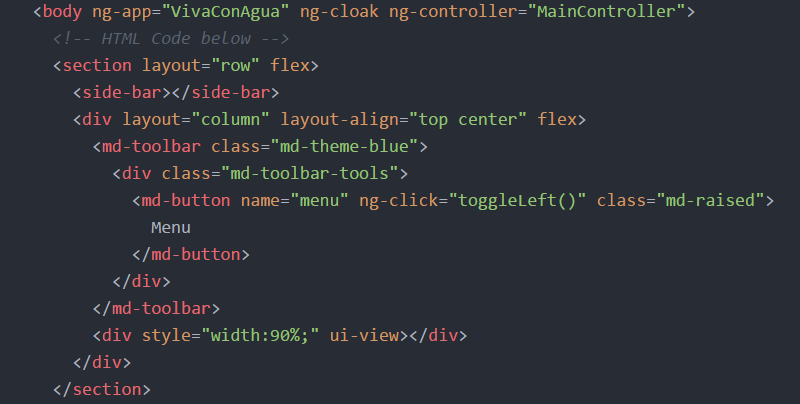 <body ng-app="VivaConAgua" ng-cloak ng-controller="MainController">
<!-- HTML Code below -->
<section layout="row" flex>
<side-bar></side-bar>
<div layout="column" layout-align="top center" flex>
<md-toolbar class="md-theme-blue">
<div class="md-toolbar-tools">
<md-button name="menu" ng-click="toggleLeft()" class="md-raised">
Menu
</md-button>
</div>
</md-toolbar>
<div style="width:90%;" ui-view></div>
</div>
</section>